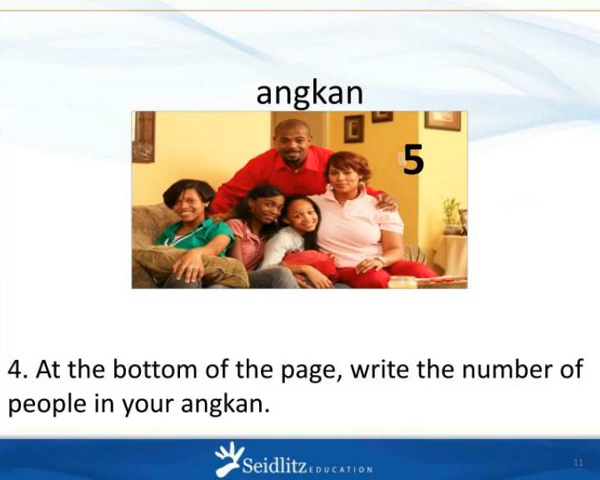 angkan
5
4. At the bottom of the page, write the number of
people in your angkan.
Seidlitz EDUCATION
11